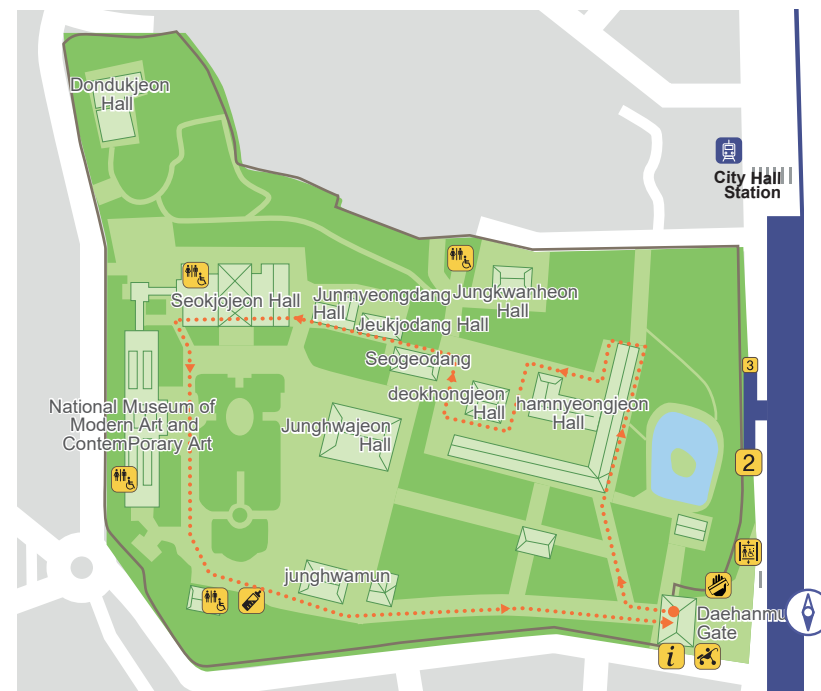 Dondukjeon
Hall
City Hall
Station
Seokjojeon Hall
Junmyeongdang
Hall
Jungkwanheon
Hall
Jeukjodang Hall
Seogeodang
3
deokhongjeon
Hall
hamnyeongjeon
Hall
National Museum of
Modern Art and
ContemPorary Art
Junghwajeon
Hall
2
junghwamun
Daehanmu
Gate
i